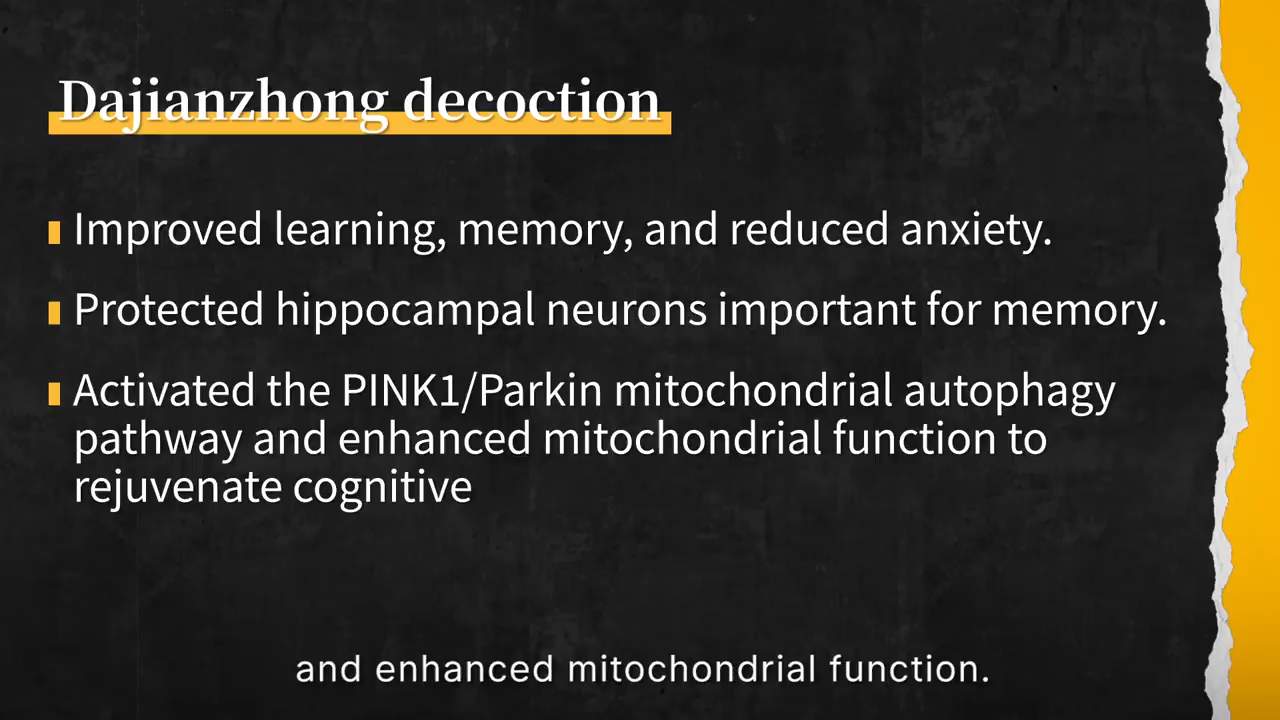 Dajianzhong decoction
Improved learning, memory, and reduced anxiety.
Protected hippocampal neurons important for memory.
Activated the PINK1/Parkin mitochondrial autophagy
pathway and enhanced mitochondrial function to
rejuvenate cognitive
and enhanced mitochondrial function.